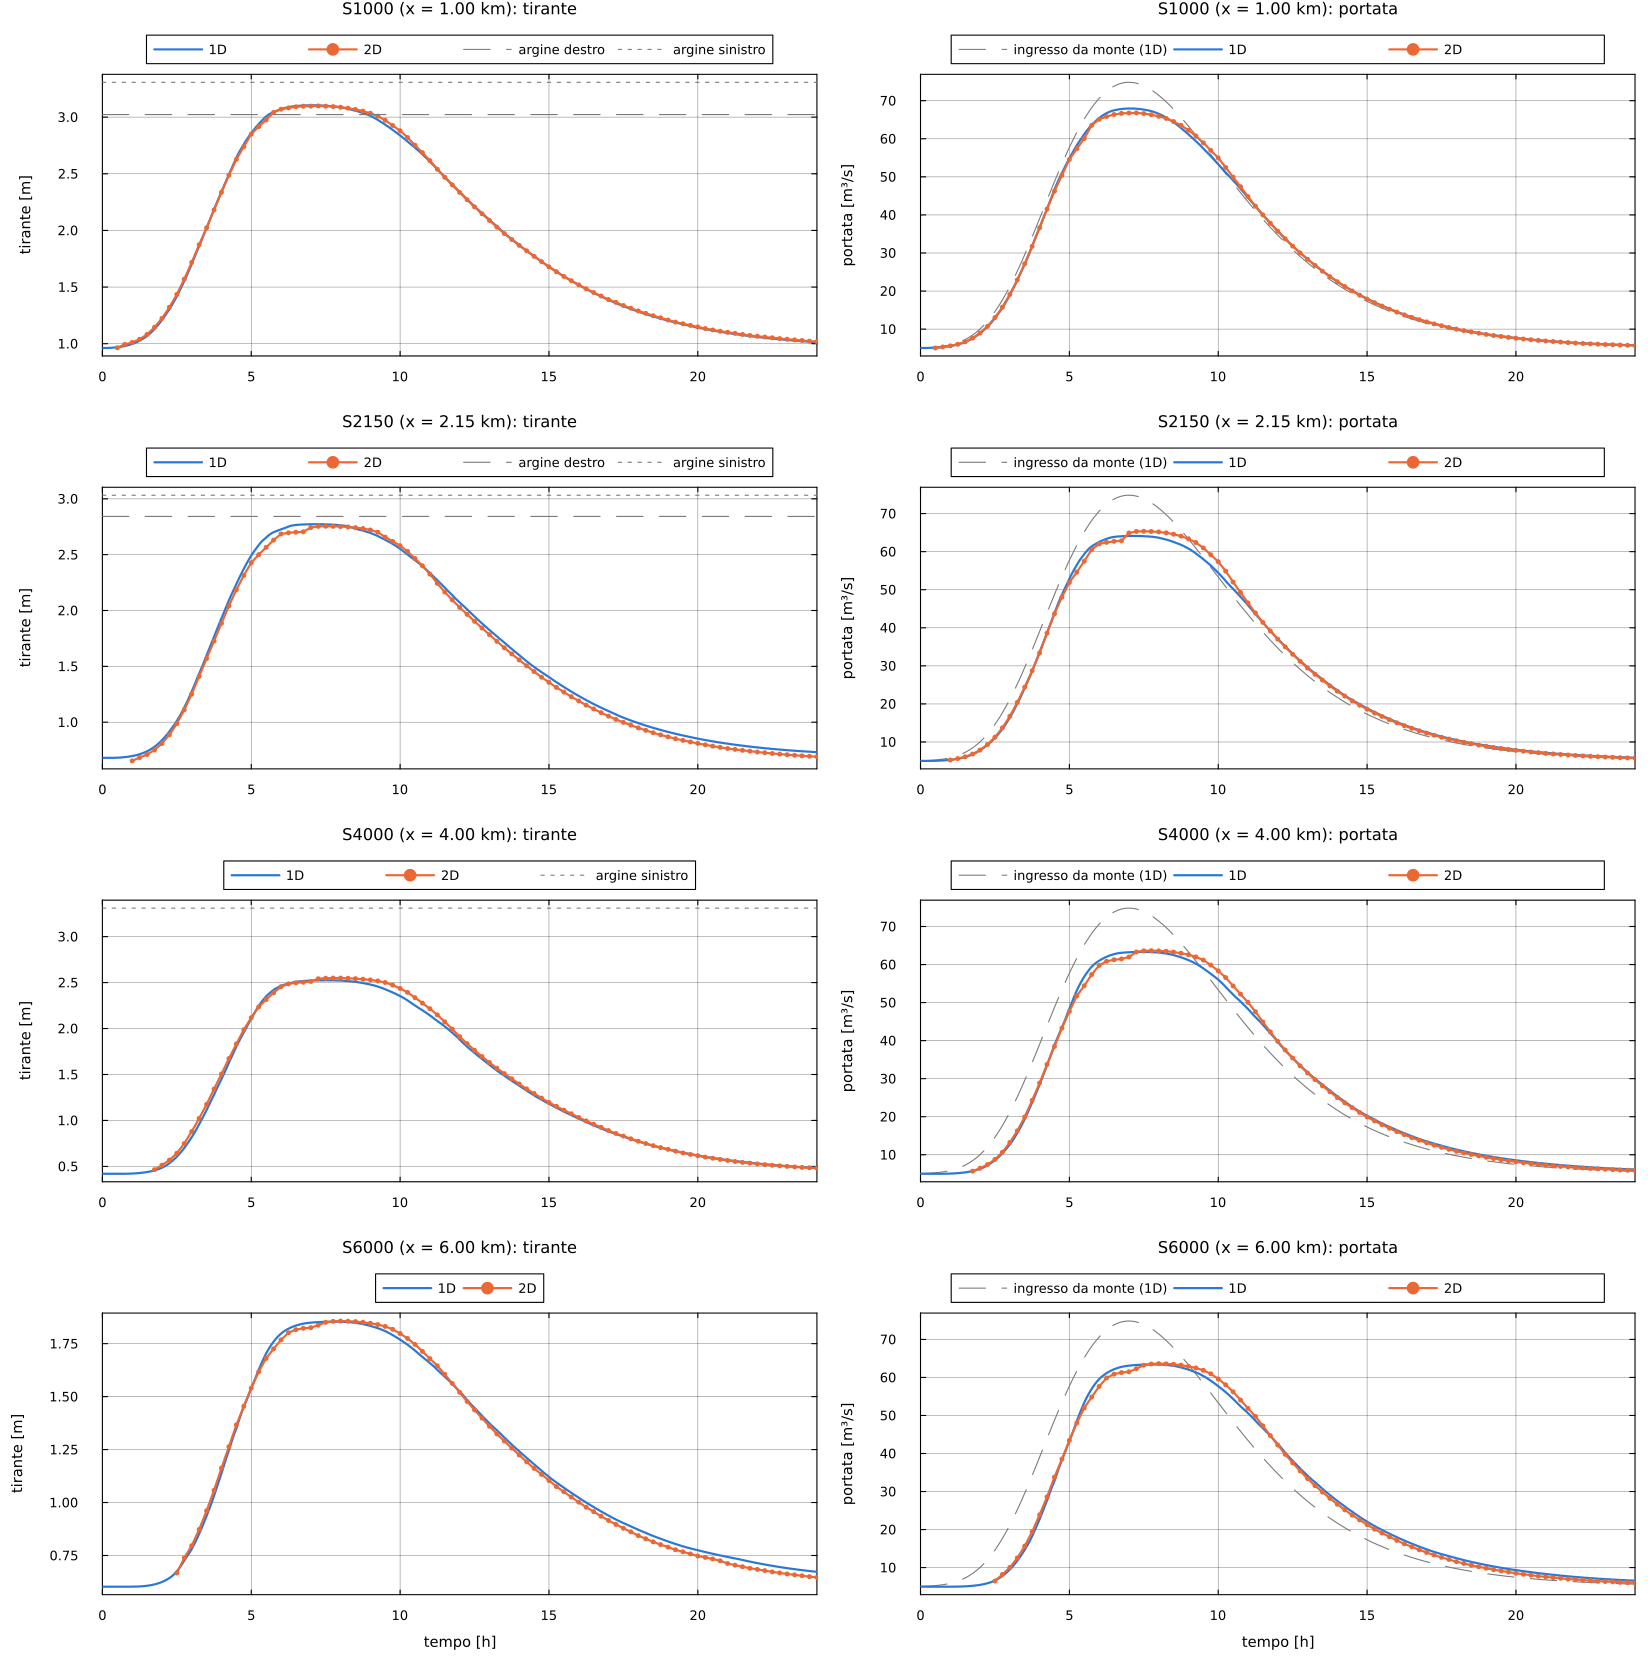 S1000 (x = 1.00 km): tirante
1D 2D argine destro argine sinistro
tirante [m]
3.0
2.5
2.0
1.5
1.0
0 5 10 15 20
S1000 (x = 1.00 km): portata
ingresso da monte (1D) 1D 2D
portata [m³/s]
70
60
50
40
30
20
10
0 5 10 15 20
S2150 (x = 2.15 km): tirante
1D 2D argine destro argine sinistro
tirante [m]
3.0
2.5
2.0
1.5
1.0
0 5 10 15 20
S2150 (x = 2.15 km): portata
ingresso da monte (1D) 1D 2D
portata [m³/s]
70
60
50
40
30
20
10
0 5 10 15 20
S4000 (x = 4.00 km): tirante
1D 2D argine sinistro
tirante [m]
3.0
2.5
2.0
1.5
1.0
0.5
0 5 10 15 20
S4000 (x = 4.00 km): portata
ingresso da monte (1D) 1D 2D
portata [m³/s]
70
60
50
40
30
20
10
0 5 10 15 20
S6000 (x = 6.00 km): tirante
1D 2D
tirante [m]
1.75
1.50
1.25
1.00
0.75
0 5 10 15 20
tempo [h]
S6000 (x = 6.00 km): portata
ingresso da monte (1D) 1D 2D
portata [m³/s]
70
60
50
40
30
20
10
0 5 10 15 20
tempo [h]